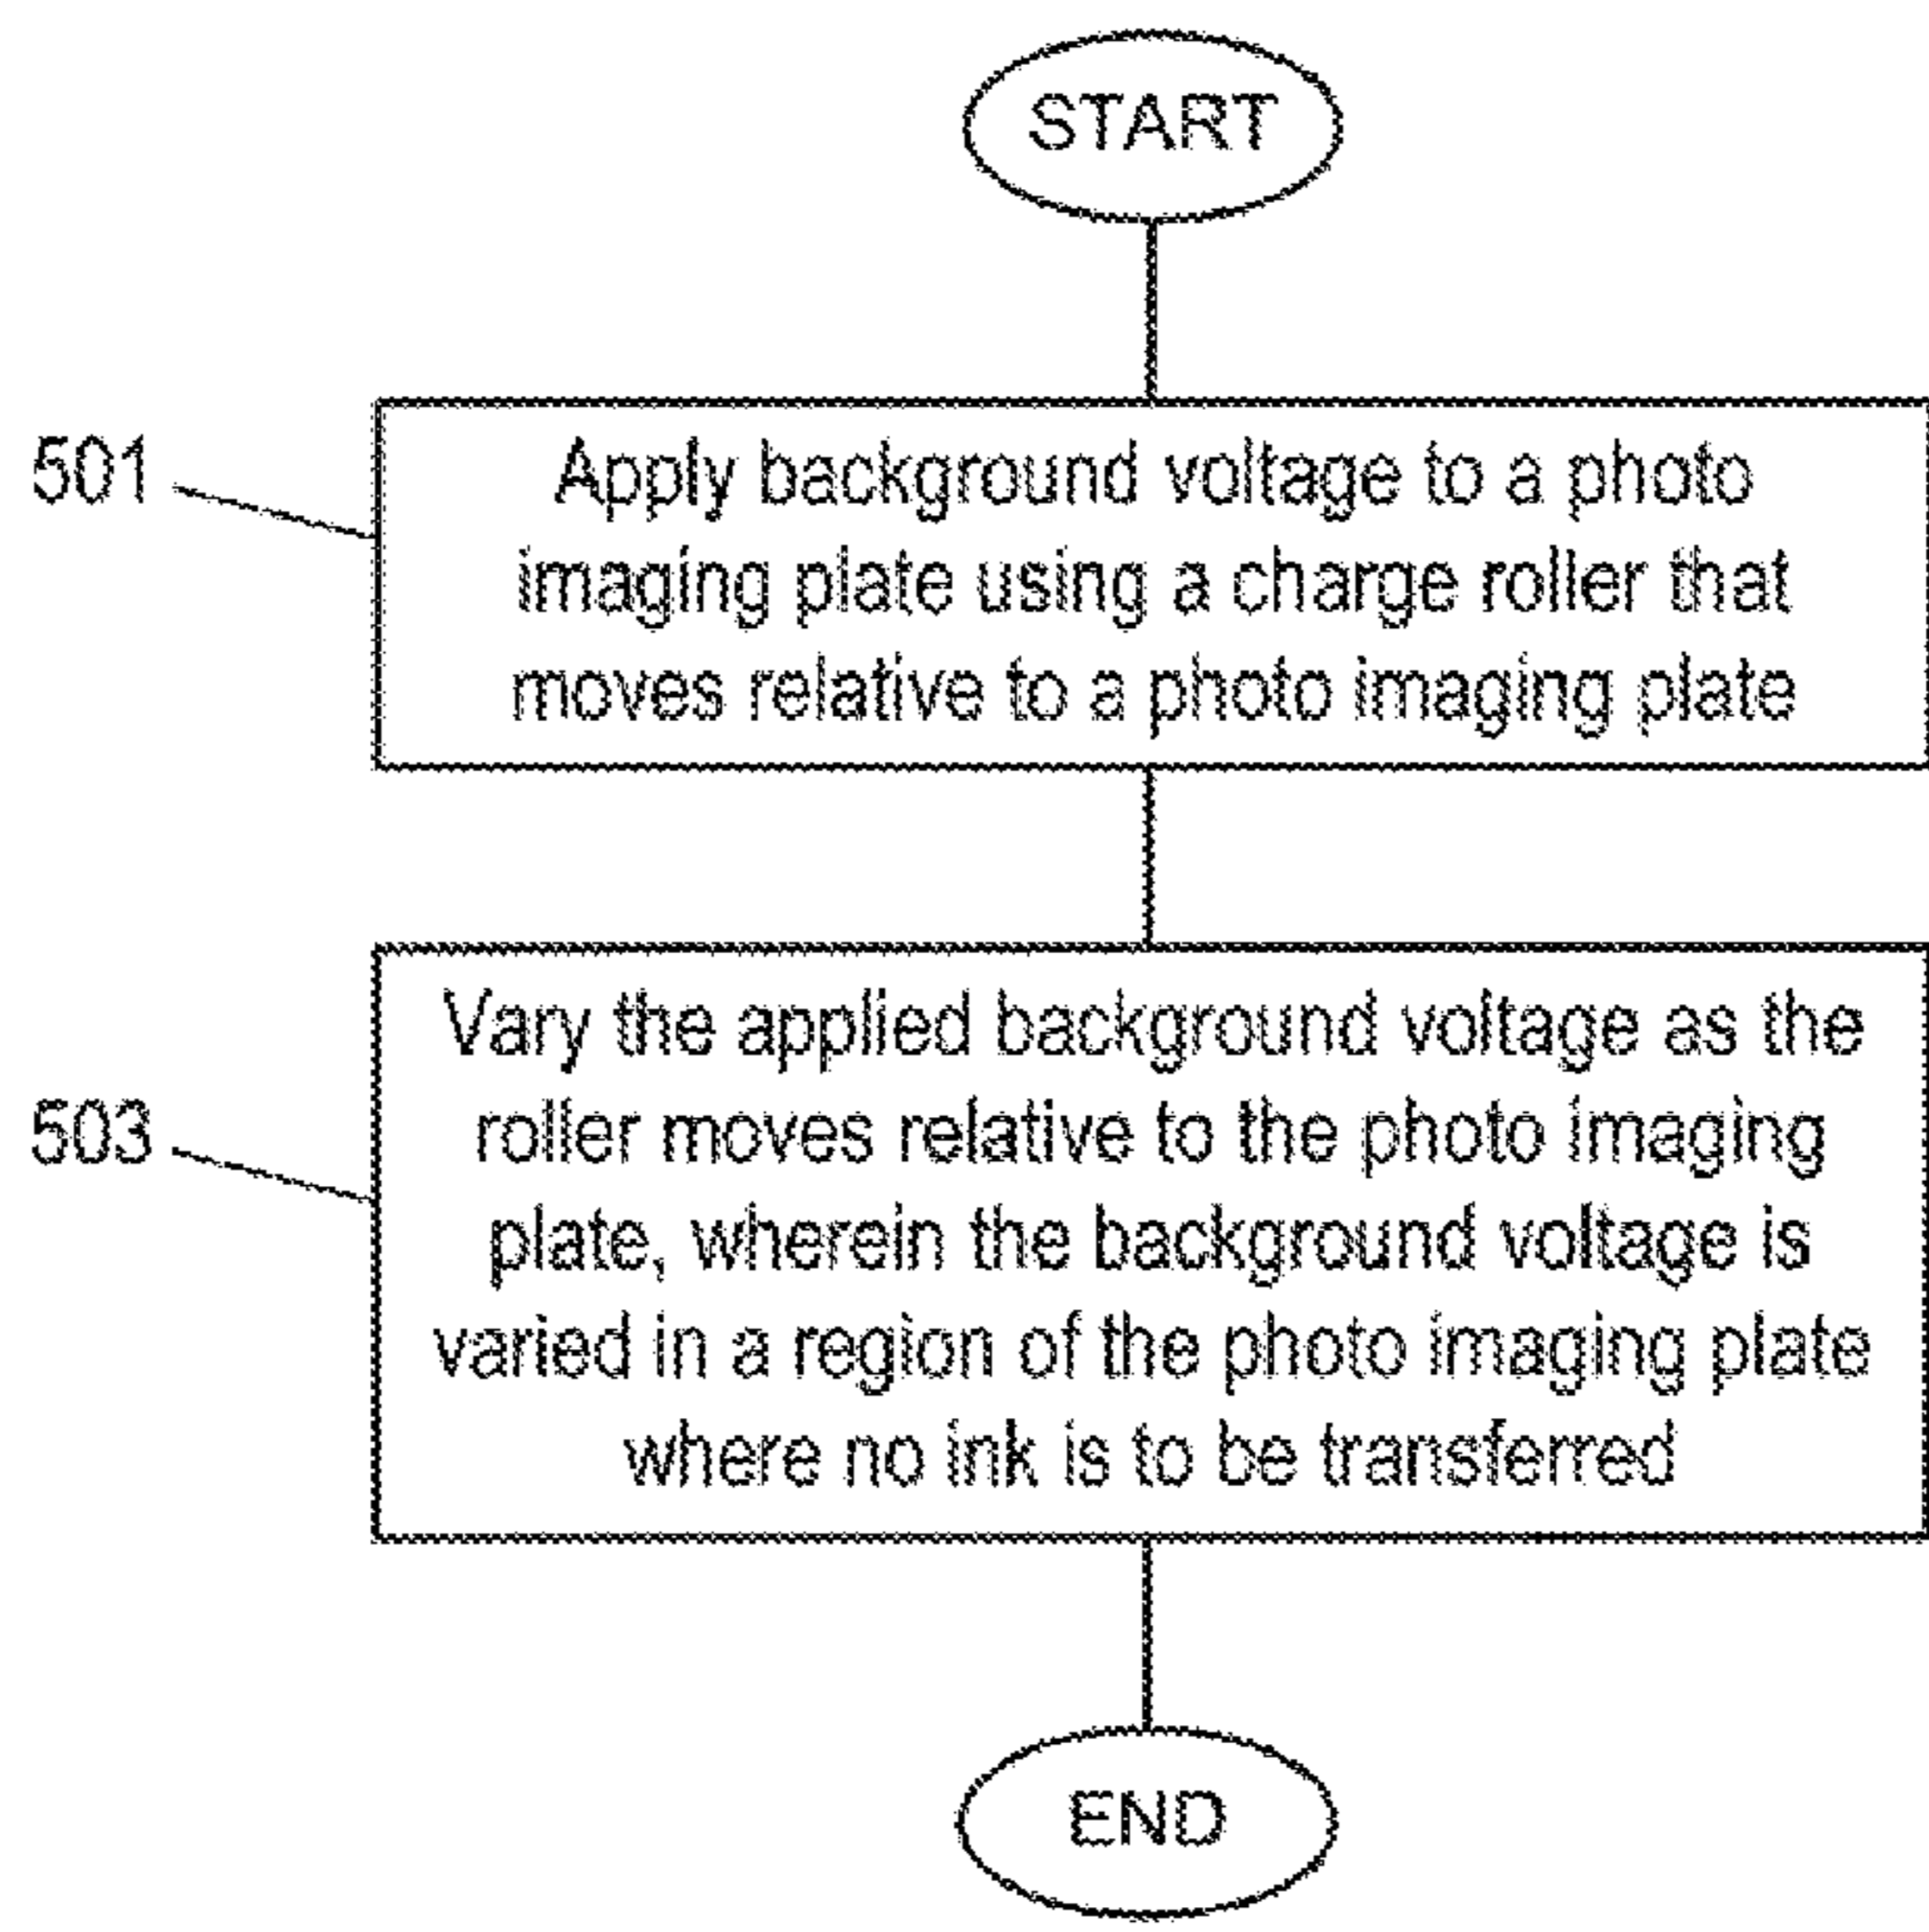 START
501
Apply background voltage to a photo
imaging plate using a charge roller that
moves relative to a photo imaging plate
503
Vary the applied background voltage as the
roller moves relative to the photo imaging
plate, wherein the background voltage is
varied in a region of the photo imaging plate
where no ink is to be transferred
END